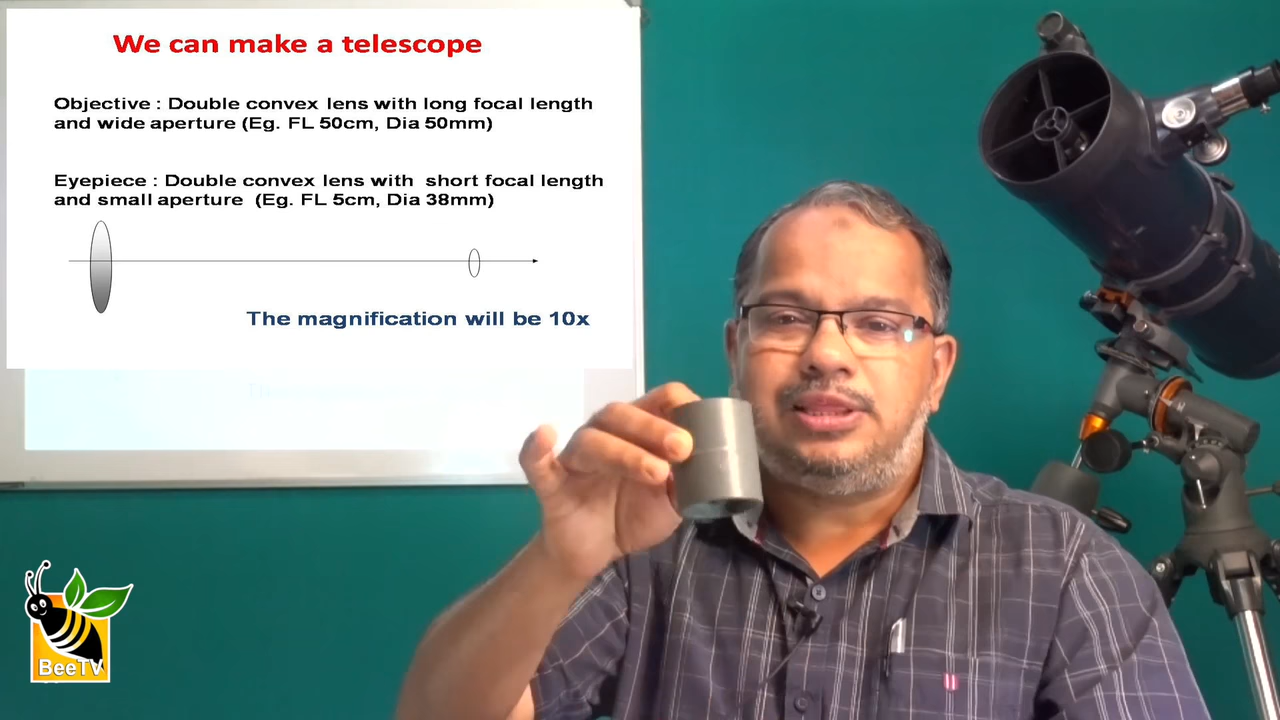 We can make a telescope
Objective : Double convex lens with long focal length
and wide aperture (Eg. FL 50cm, Dia 50mm)
Eyepiece : Double convex lens with short focal length
and small aperture (Eg. FL 5cm, Dia 38mm)
The magnification will be 10x
BeeTV